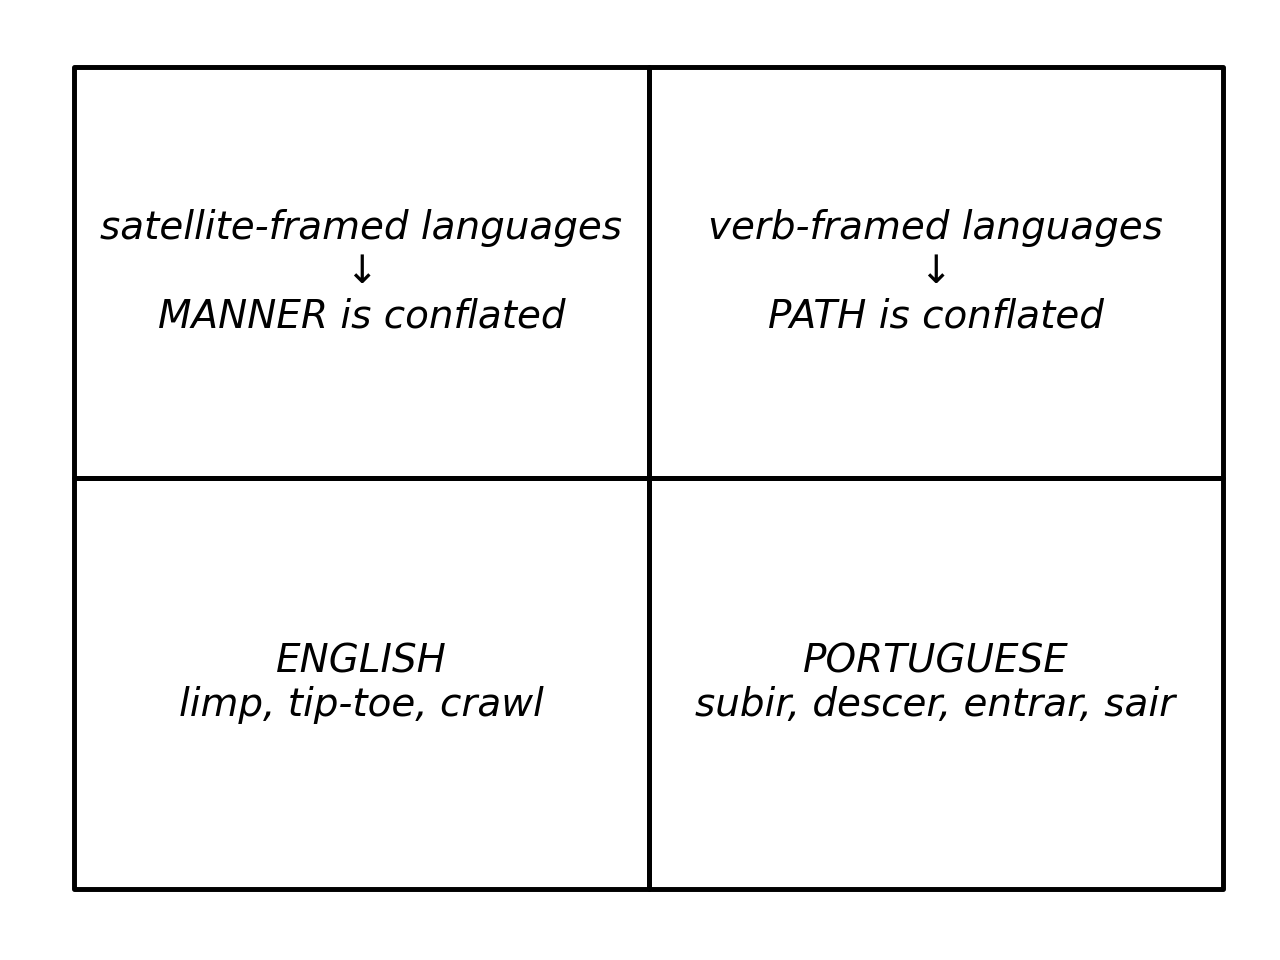 satellite-framed languages
↓
MANNER is conflated
verb-framed languages
↓
PATH is conflated
ENGLISH
limp, tip-toe, crawl
PORTUGUESE
subir, descer, entrar, sair